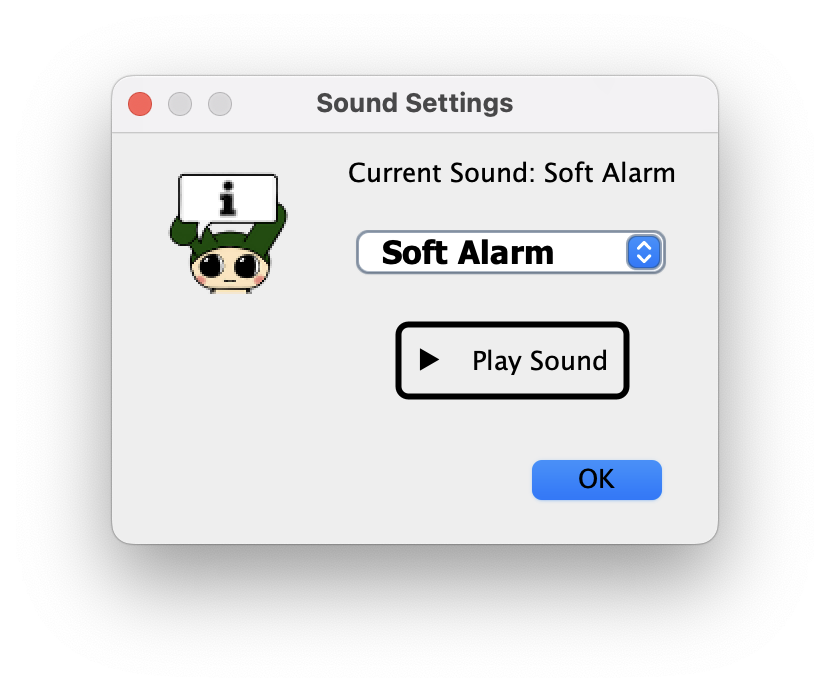 Sound Settings
i
Current Sound: Soft Alarm
Soft Alarm
Play Sound
OK